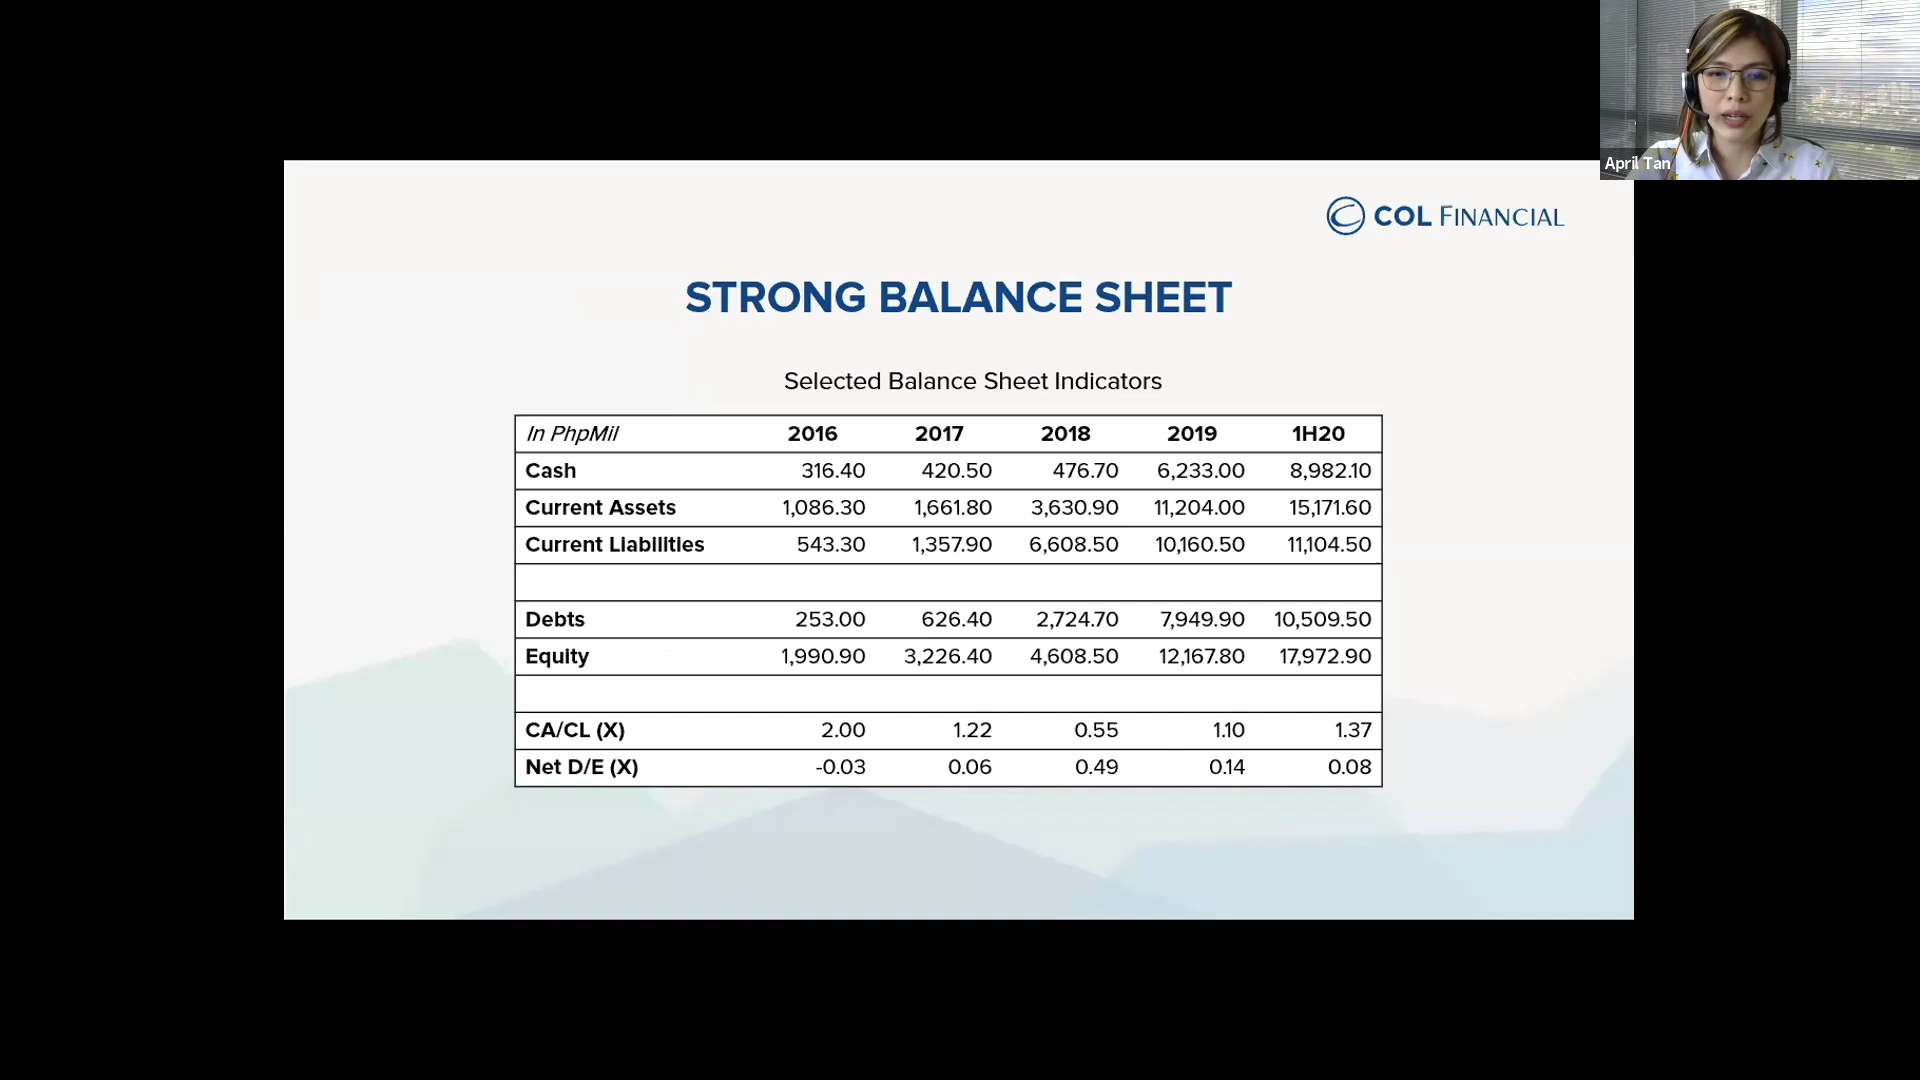 April Tan
COL FINANCIAL
STRONG BALANCE SHEET
Selected Balance Sheet Indicators
In PhpMil 2016 2017 2018 2019 1H20
Cash 316.40 420.50 476.70 6,233.00 8,982.10
Current Assets 1,086.30 1,661.80 3,630.90 11,204.00 15,171.60
Current Liabilities 543.30 1,357.90 6,608.50 10,160.50 11,104.50
Debts 253.00 626.40 2,724.70 7,949.90 10,509.50
Equity 1,990.90 3,226.40 4,608.50 12,167.80 17,972.90
CA/CL (X) 2.00 1.22 0.55 1.10 1.37
Net D/E (X) -0.03 0.06 0.49 0.14 0.08